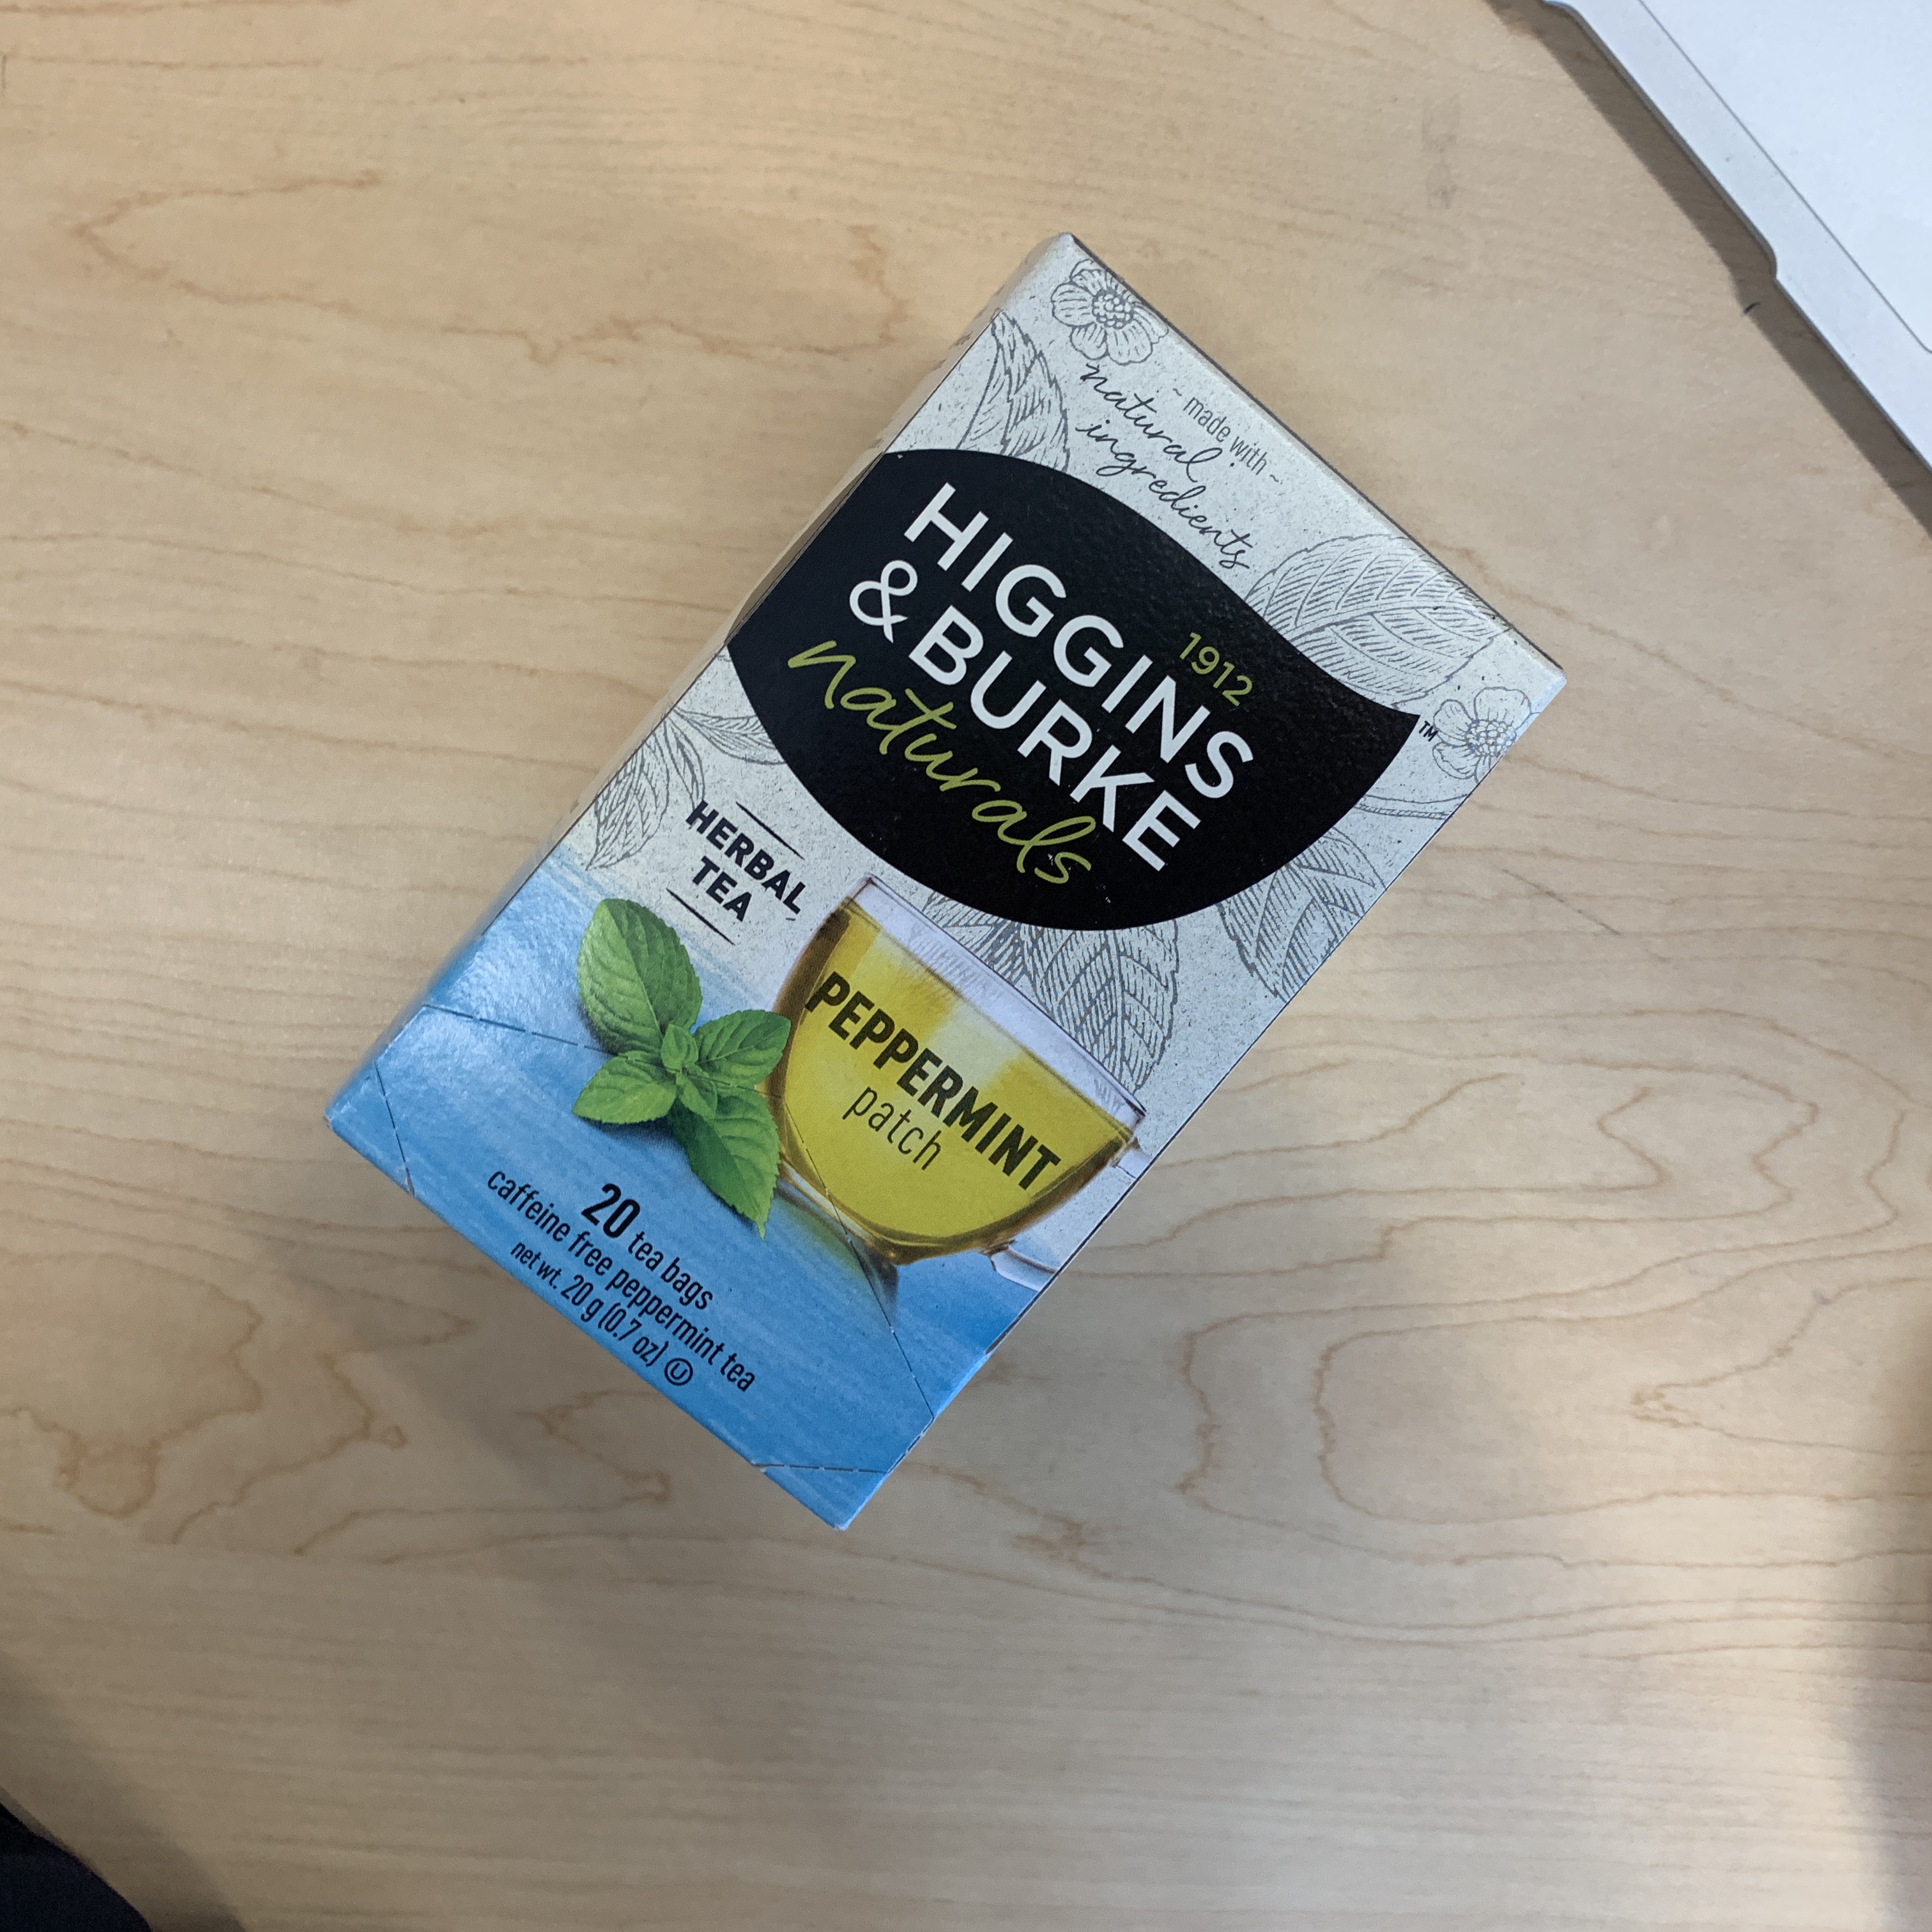 ~ made with ~
natural
ingredients
1912
HIGGINS
& BURKE
naturals
TM
HERBAL
TEA
PEPPERMINT
patch
20 tea bags
caffeine free peppermint tea
net wt. 20 g (0.7 oz) U